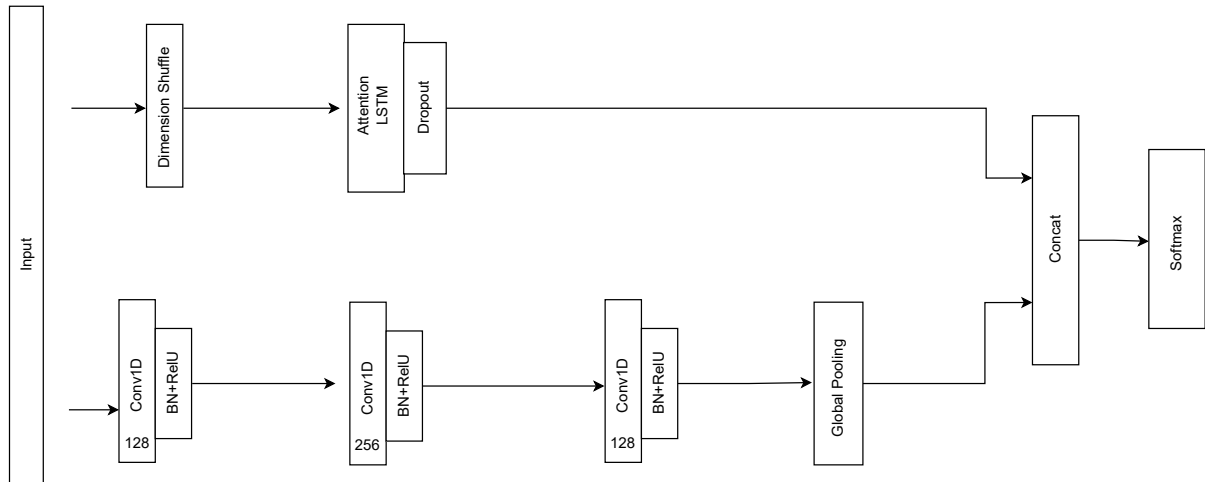 Input
Dimension Shuffle
Attention
LSTM
Dropout
Conv1D
128
BN+RelU
Conv1D
256
BN+RelU
Conv1D
128
BN+RelU
Global Pooling
Concat
Softmax